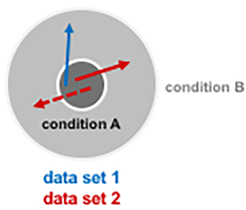 condition B
condition A
data set 1
data set 2